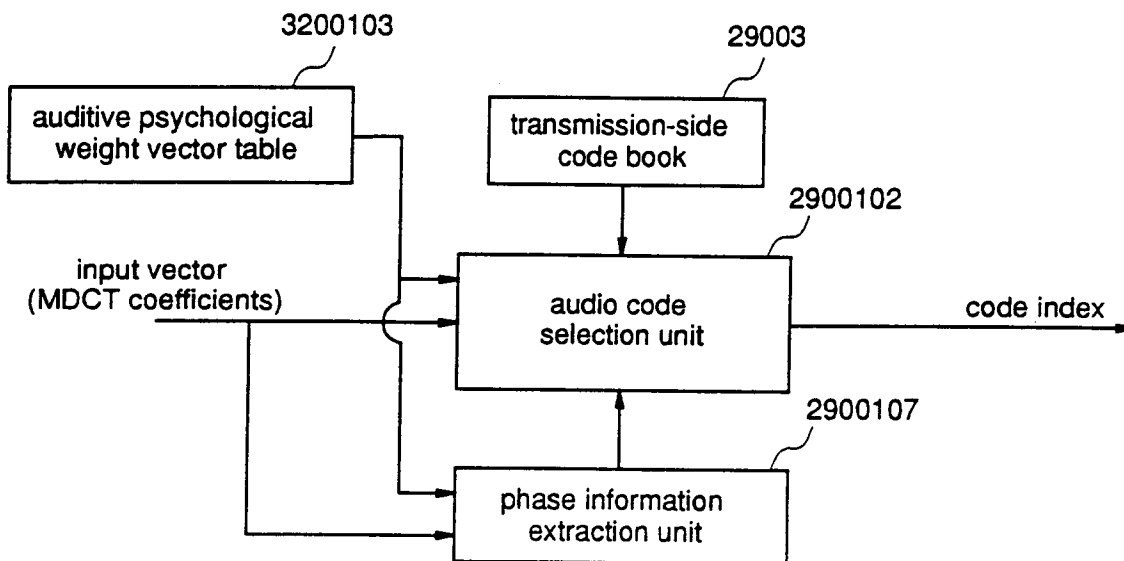 3200103
29003
auditive psychological
weight vector table
transmission-side
code book
2900102
input vector
(MDCT coefficients)
audio code
selection unit
code index
2900107
phase information
extraction unit